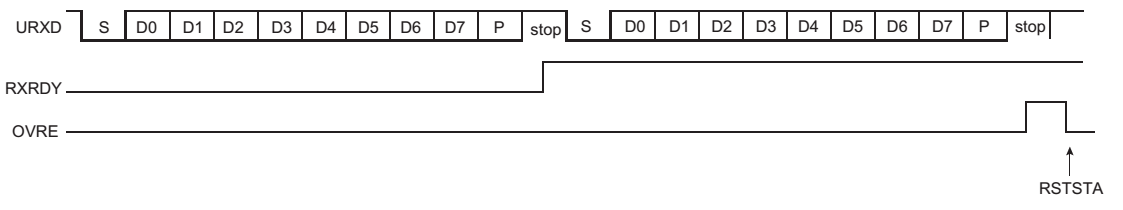 URXD S D0 D1 D2 D3 D4 D5 D6 D7 P stop S D0 D1 D2 D3 D4 D5 D6 D7 P stop
RXRDY
OVRE
RSTSTA